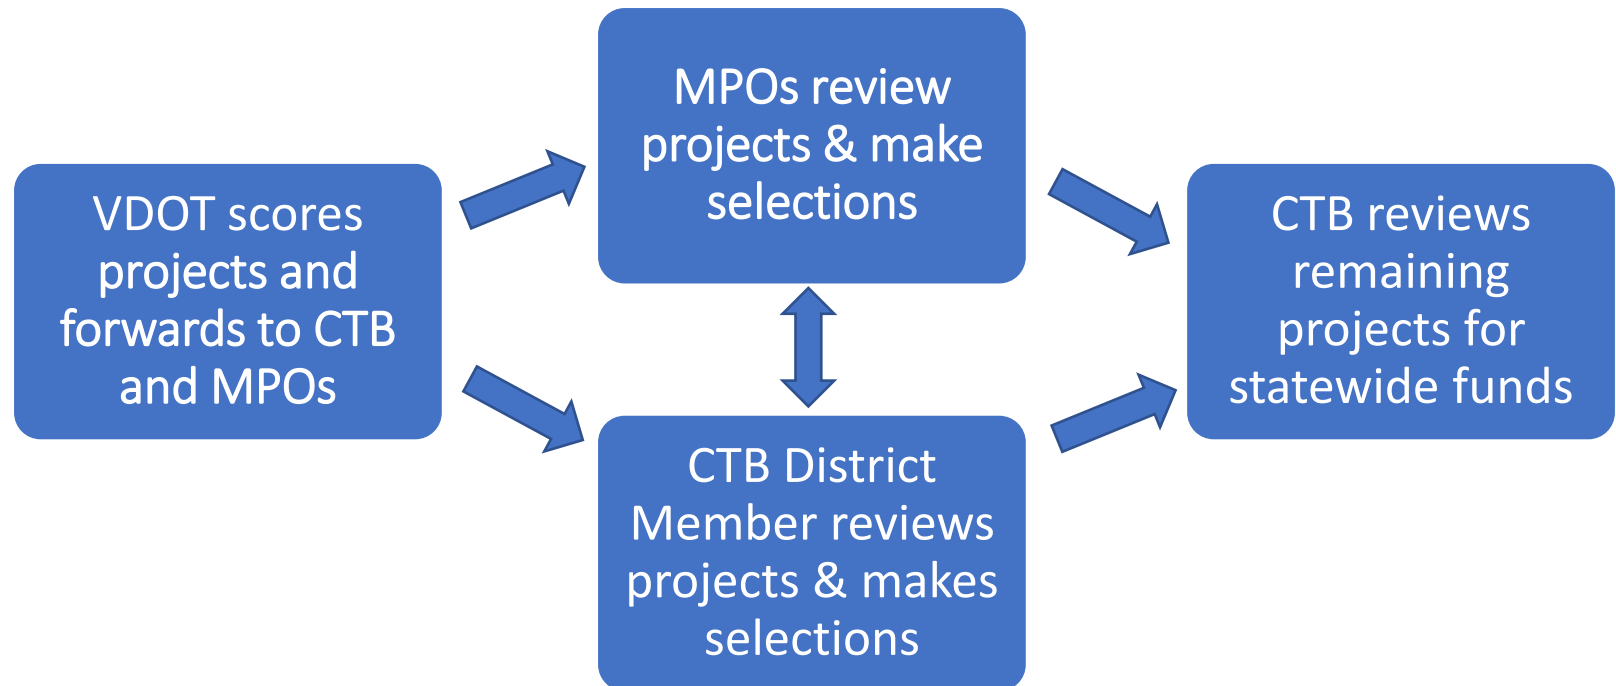 VDOT scores
projects and
forwards to CTB
and MPOs
MPOs review
projects & make
selections
CTB District
Member reviews
projects & makes
selections
CTB reviews
remaining
projects for
statewide funds